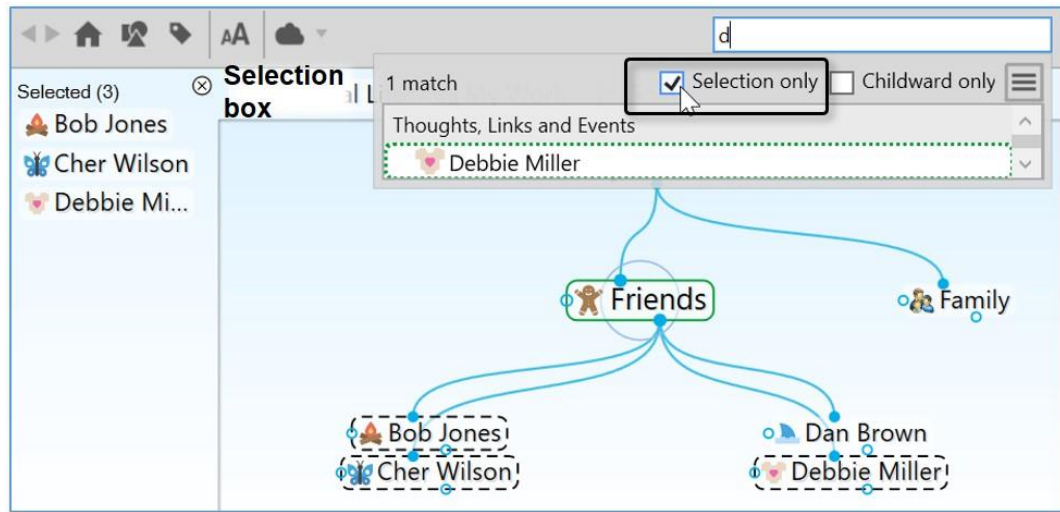 AA
d
Selected (3)
Selection
box
1 match
Selection only
Childward only
Bob Jones
Thoughts, Links and Events
Cher Wilson
Debbie Miller
Debbie Mi...
Friends
Family
Bob Jones
Dan Brown
Cher Wilson
Debbie Miller